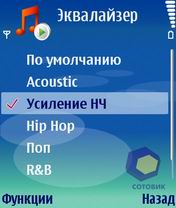 Эквалайзер
По умолчанию
Acoustic
Усиление НЧ
Hip Hop
Поп
R&B
СОТОВИК
Функции
Назад